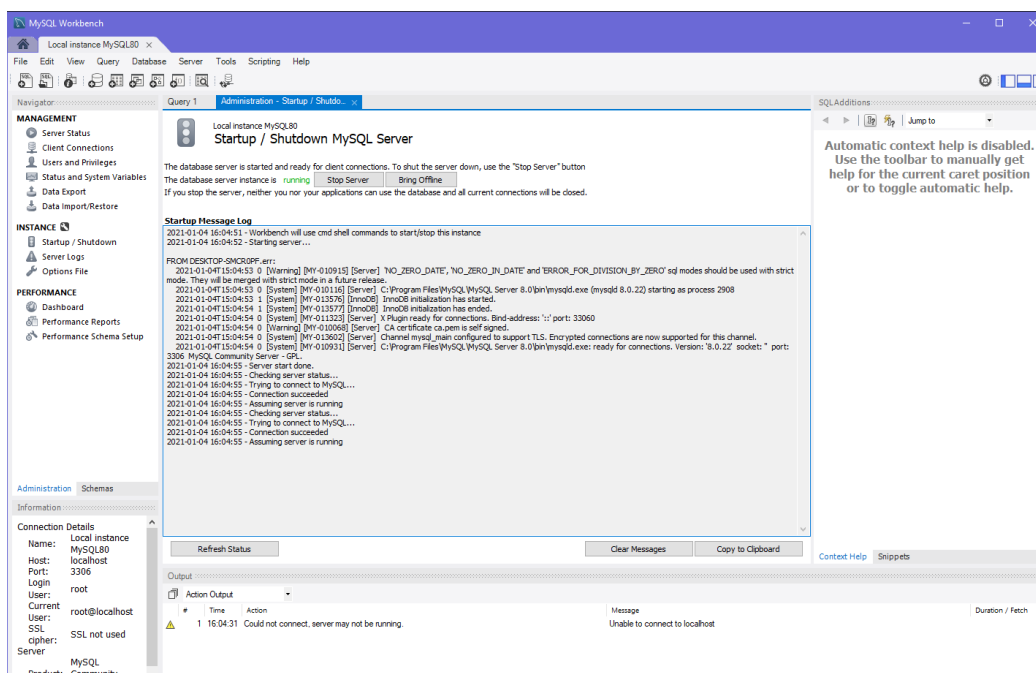 MySQL Workbench
Local instance MySQL80 ×
File Edit View Query Database Server Tools Scripting Help
Navigator
MANAGEMENT
Server Status
Client Connections
Users and Privileges
Status and System Variables
Data Export
Data Import/Restore
INSTANCE
Startup / Shutdown
Server Logs
Options File
PERFORMANCE
Dashboard
Performance Reports
Performance Schema Setup
Administration Schemas
Information
Connection Details
Name: Local instance
MySQL80
Host: localhost
Port: 3306
Login
User: root
Current
User: root@localhost
SSL
cipher: SSL not used
Server
MySQL
Product: Community
Query 1 Administration - Startup / Shutdo... ×
Local instance MySQL80
Startup / Shutdown MySQL Server
The database server is started and ready for client connections. To shut the server down, use the "Stop Server" button
The database server instance is running Stop Server Bring Offline
If you stop the server, neither you nor your applications can use the database and all current connections will be closed.
Startup Message Log
2021-01-04 16:04:51 - Workbench will use cmd shell commands to start/stop this instance
2021-01-04 16:04:52 - Starting server...
FROM DESKTOP-SMCR0PF.err:
2021-01-04T15:04:53 0 [Warning] [MY-010915] [Server] 'NO_ZERO_DATE', 'NO_ZERO_IN_DATE' and 'ERROR_FOR_DIVISION_BY_ZERO' sql modes should be used with strict
mode. They will be merged with strict mode in a future release.
2021-01-04T15:04:53 0 [System] [MY-010116] [Server] C:\Program Files\MySQL\MySQL Server 8.0\bin\mysqld.exe (mysqld 8.0.22) starting as process 2908
2021-01-04T15:04:53 1 [System] [MY-013576] [InnoDB] InnoDB initialization has started.
2021-01-04T15:04:54 1 [System] [MY-013577] [InnoDB] InnoDB initialization has ended.
2021-01-04T15:04:54 0 [System] [MY-011323] [Server] X Plugin ready for connections. Bind-address: '::' port: 33060
2021-01-04T15:04:54 0 [Warning] [MY-010068] [Server] CA certificate ca.pem is self signed.
2021-01-04T15:04:54 0 [System] [MY-013602] [Server] Channel mysql_main configured to support TLS. Encrypted connections are now supported for this channel.
2021-01-04T15:04:54 0 [System] [MY-010931] [Server] C:\Program Files\MySQL\MySQL Server 8.0\bin\mysqld.exe: ready for connections. Version: '8.0.22' socket: '' port:
3306 MySQL Community Server - GPL.
2021-01-04 16:04:55 - Server start done.
2021-01-04 16:04:55 - Checking server status...
2021-01-04 16:04:55 - Trying to connect to MySQL...
2021-01-04 16:04:55 - Connection succeeded
2021-01-04 16:04:55 - Assuming server is running
2021-01-04 16:04:55 - Checking server status...
2021-01-04 16:04:55 - Trying to connect to MySQL...
2021-01-04 16:04:55 - Connection succeeded
2021-01-04 16:04:55 - Assuming server is running
Refresh Status Clear Messages Copy to Clipboard
Output
Action Output
# Time Action Message Duration / Fetch
1 16:04:31 Could not connect, server may not be running. Unable to connect to localhost
SQLAdditions
Jump to
Automatic context help is disabled.
Use the toolbar to manually get
help for the current caret position
or to toggle automatic help.
Context Help Snippets